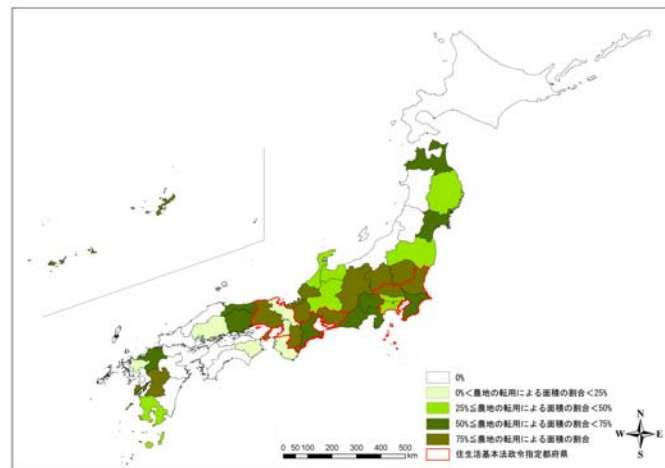 0%
0%<農地の転用による面積の割合<25%
25%≦農地の転用による面積の割合<50%
50%≦農地の転用による面積の割合<75%
75%≦農地の転用による面積の割合
住生活基本法政令指定都府県
0 50 100 200 300 400 500
km
N
W E
S